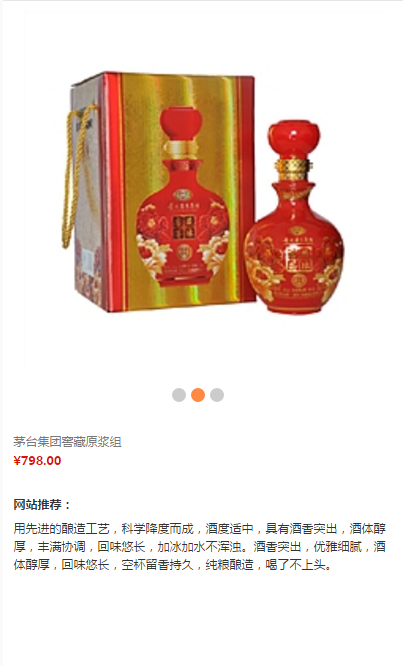 茅台集团窖藏原浆组
¥798.00
网站推荐：
用先进的酿造工艺，科学降度而成，酒度适中，具有酒香突出，酒体醇
厚，丰满协调，回味悠长，加冰加水不浑浊。酒香突出，优雅细腻，酒
体醇厚，回味悠长，空杯留香持久，纯粮酿造，喝了不上头。